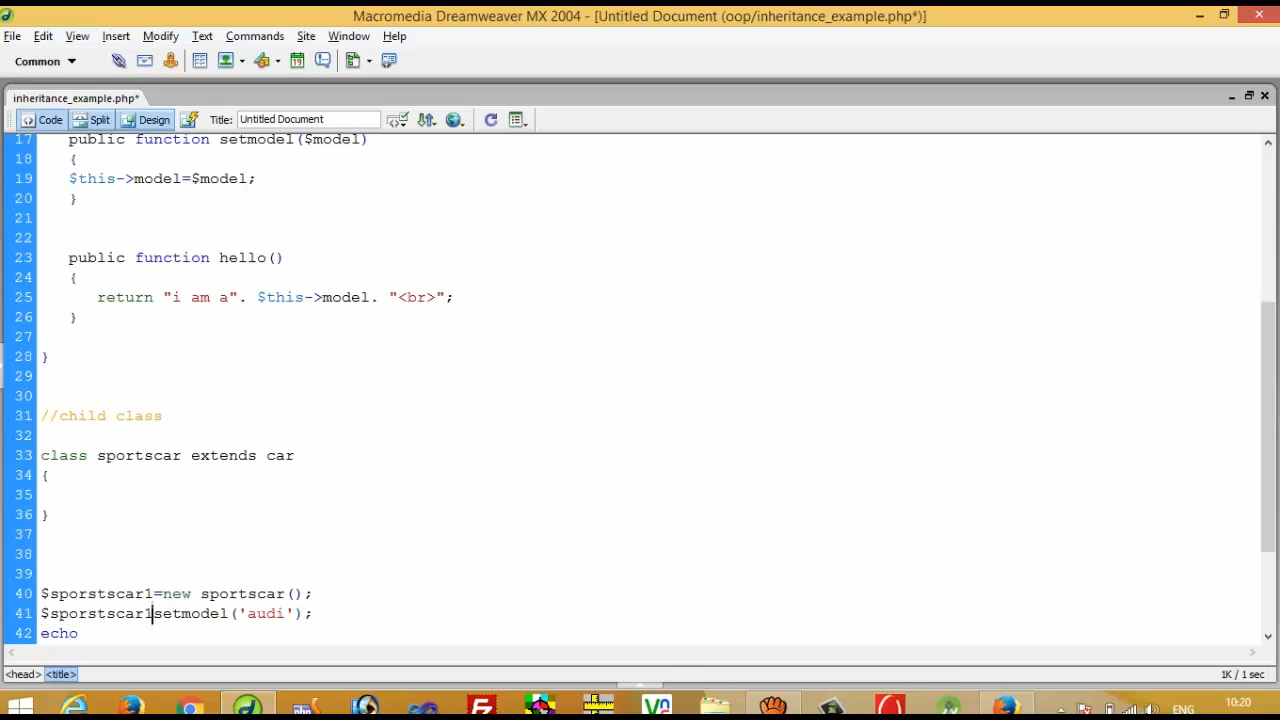 Macromedia Dreamweaver MX 2004 - [Untitled Document (oop/inheritance_example.php*)]
File Edit View Insert Modify Text Commands Site Window Help
Common
inheritance_example.php*
Code Split Design Title: Untitled Document
17 public function setmodel($model)
18 {
19 $this->model=$model;
20 }
21
22
23 public function hello()
24 {
25 return "i am a". $this->model. "<br>";
26 }
27
28 }
29
30
31 //child class
32
33 class sportscar extends car
34 {
35
36 }
37
38
39
40 $sporstscar1=new sportscar();
41 $sporstscar1setmodel('audi');
42 echo
<head> <title> 1K / 1 sec
ENG 10:20